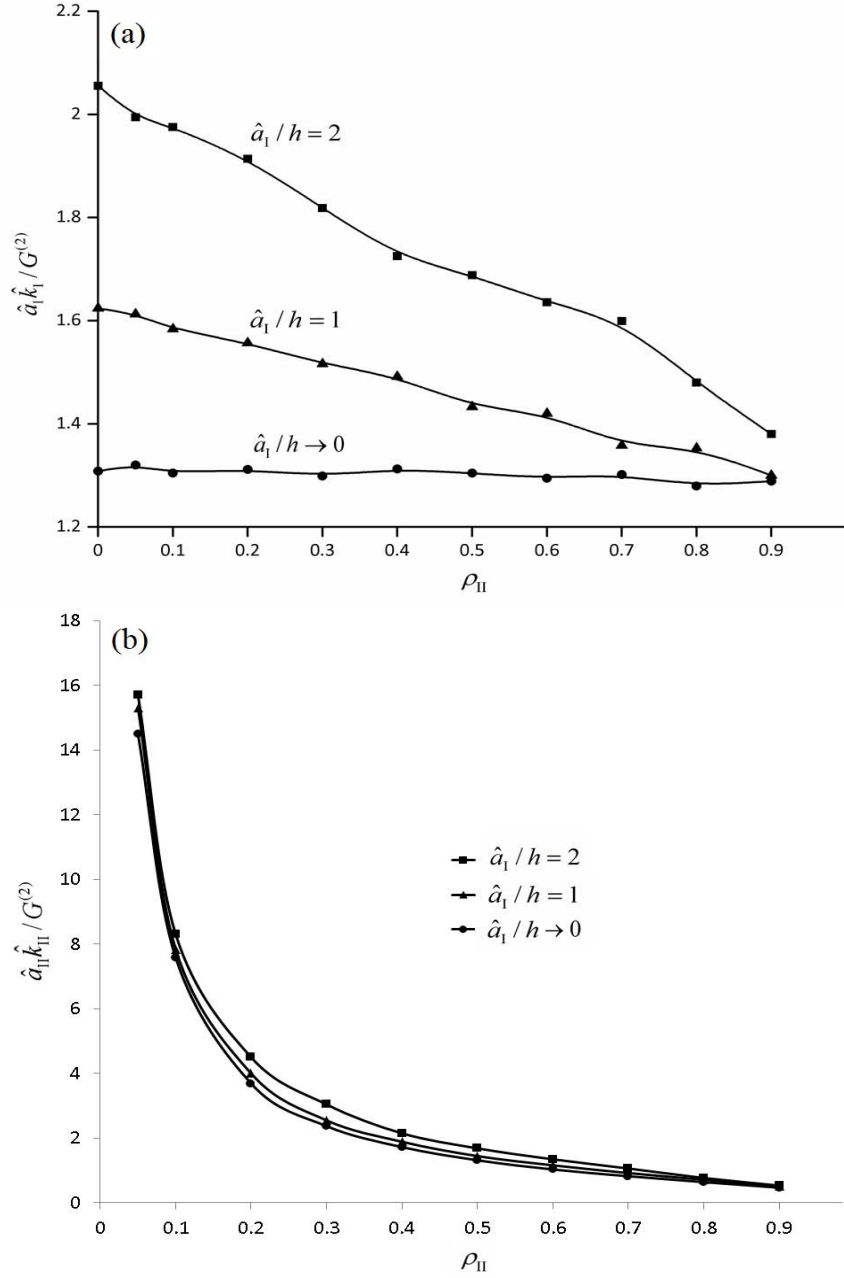 (a)
2.2
2
1.8
1.6
1.4
1.2
â_I k̂_I / G^(2)
â_I / h = 2
â_I / h = 1
â_I / h → 0
0 0.1 0.2 0.3 0.4 0.5 0.6 0.7 0.8 0.9
ρ_II
(b)
18
16
14
12
10
8
6
4
2
0
â_II k̂_II / G^(2)
â_I / h = 2
â_I / h = 1
â_I / h → 0
0 0.1 0.2 0.3 0.4 0.5 0.6 0.7 0.8 0.9
ρ_II